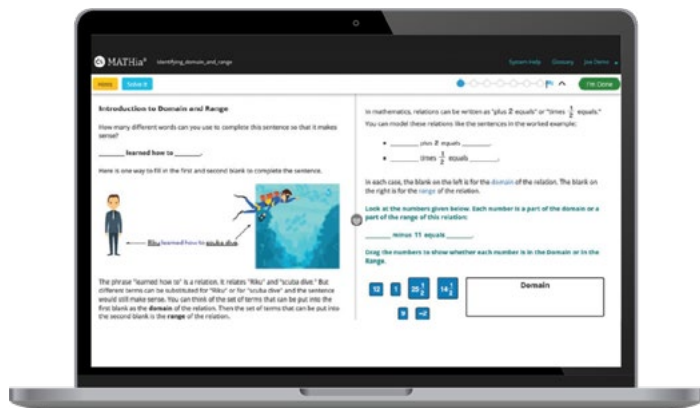 MATHia®
identifying_domain_and_range
System Help
Glossary
Joe Demo
Hints
Solve It
I'm Done
Introduction to Domain and Range
How many different words can you use to complete this sentence so that it makes
sense?
_______ learned how to _______.
Here is one way to fill in the first and second blank to complete the sentence.
Riku learned how to scuba dive.
The phrase "learned how to" is a relation. It relates "Riku" and "scuba dive." But
different terms can be substituted for "Riku" or for "scuba dive" and the sentence
would still make sense. You can think of the set of terms that can be put into the
first blank as the domain of the relation. Then the set of terms that can be put into
the second blank is the range of the relation.
In mathematics, relations can be written as "plus 2 equals" or "times 1/2 equals."
You can model these relations like the sentences in the worked example:
• _______ plus 2 equals _______.
• _______ times 1/2 equals _______.
In each case, the blank on the left is for the domain of the relation. The blank on
the right is for the range of the relation.
Look at the numbers given below. Each number is a part of the domain or a
part of the range of this relation:
_______ minus 11 equals _______.
Drag the numbers to show whether each number is in the Domain or in the
Range.
12 1 25 1/2 14 1/2
9 -2
Domain